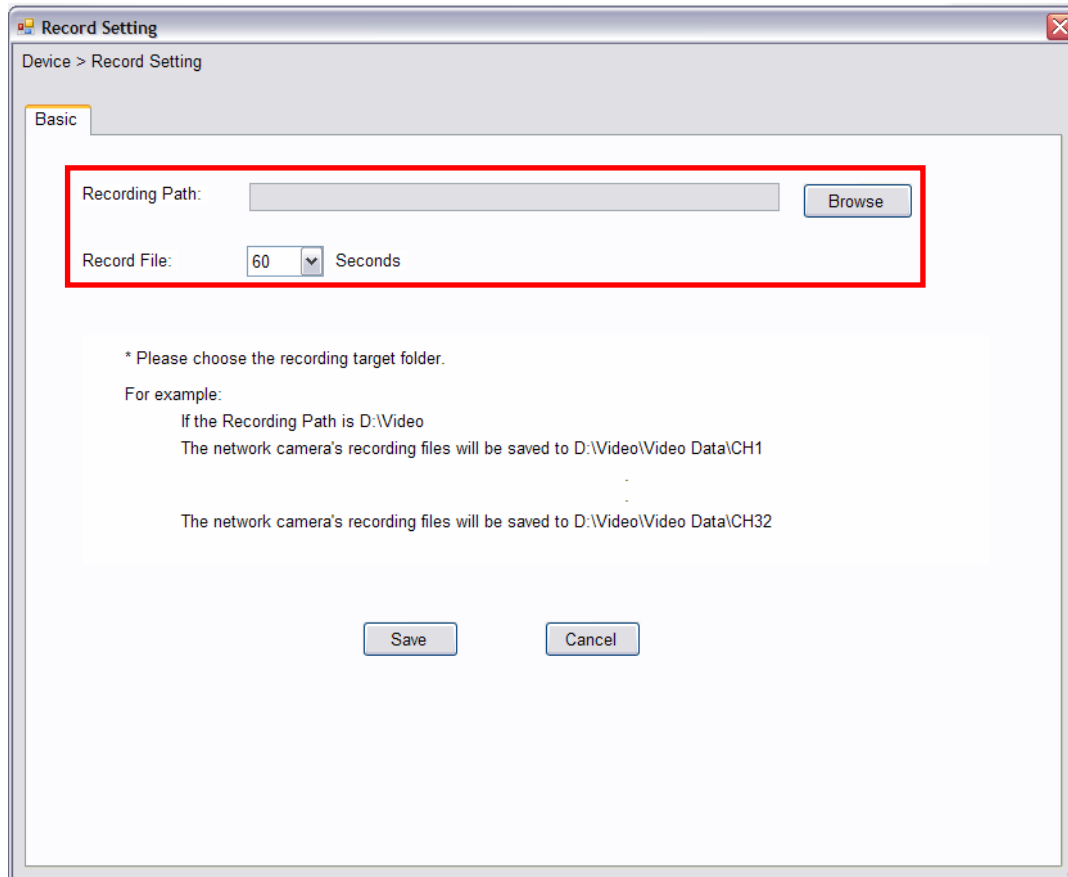 Record Setting
Device > Record Setting
Basic
Recording Path:
Browse
Record File:
60
Seconds
* Please choose the recording target folder.
For example:
If the Recording Path is D:\Video
The network camera's recording files will be saved to D:\Video\Video Data\CH1
.
.
The network camera's recording files will be saved to D:\Video\Video Data\CH32
Save
Cancel